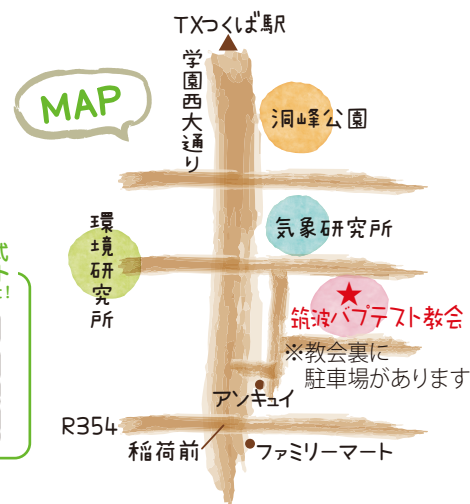 TXつくば駅
学園西大通り
MAP
洞峰公園
気象研究所
環境研究所
式
ト
!
筑波バプテスト教会
※教会裏に
駐車場があります
アンキュイ
R354
稲荷前
ファミリーマート